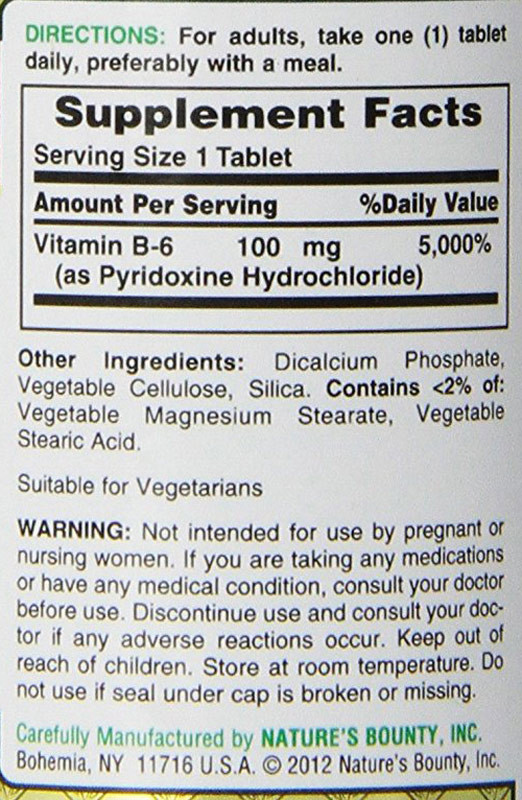 DIRECTIONS: For adults, take one (1) tablet
daily, preferably with a meal.
Supplement Facts
Serving Size 1 Tablet
Amount Per Serving %Daily Value
Vitamin B-6 100 mg 5,000%
(as Pyridoxine Hydrochloride)
Other Ingredients: Dicalcium Phosphate,
Vegetable Cellulose, Silica. Contains <2% of:
Vegetable Magnesium Stearate, Vegetable
Stearic Acid.
Suitable for Vegetarians
WARNING: Not intended for use by pregnant or
nursing women. If you are taking any medications
or have any medical condition, consult your doctor
before use. Discontinue use and consult your doc-
tor if any adverse reactions occur. Keep out of
reach of children. Store at room temperature. Do
not use if seal under cap is broken or missing.
Carefully Manufactured by NATURE'S BOUNTY, INC.
Bohemia, NY 11716 U.S.A. © 2012 Nature's Bounty, Inc.